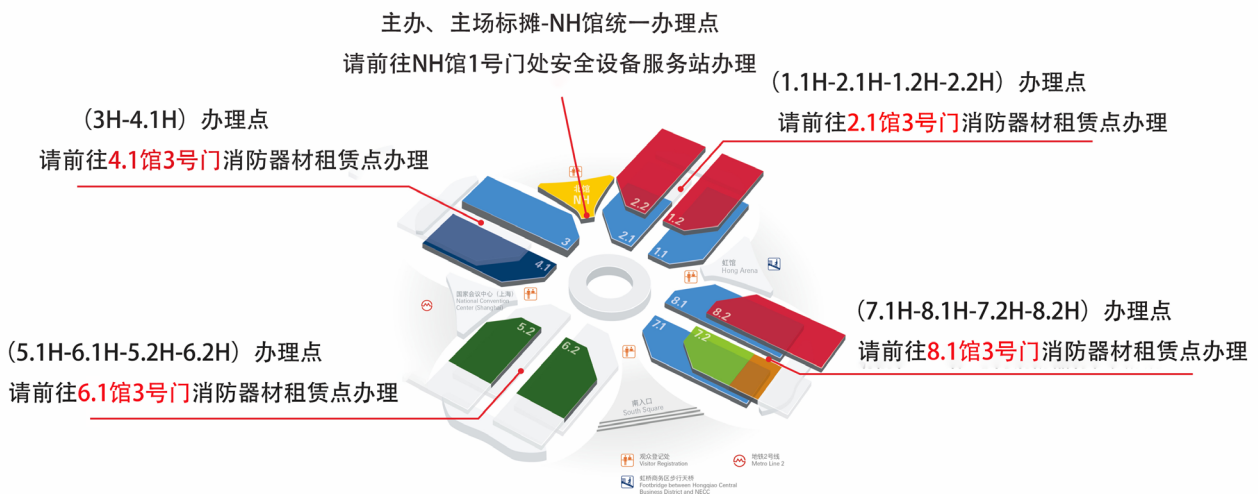 主办、主场标摊-NH馆统一办理点
请前往NH馆1号门处安全设备服务站办理
（1.1H-2.1H-1.2H-2.2H）办理点
请前往2.1馆3号门消防器材租赁点办理
（3H-4.1H）办理点
请前往4.1馆3号门消防器材租赁点办理
北厅
NH
2.2
1.2
2.1
1.1
3
4.1
虹馆
Hong Arena
国家会议中心（上海）
National Convention
Center (Shanghai)
8.1
8.2
7.1
7.2
（7.1H-8.1H-7.2H-8.2H）办理点
请前往8.1馆3号门消防器材租赁点办理
5.2
6.2
（5.1H-6.1H-5.2H-6.2H）办理点
请前往6.1馆3号门消防器材租赁点办理
南入口
South Square
观众登记处
Visitor Registration
地铁2号线
Metro Line 2
虹桥商务区步行天桥
Footbridge between Hongqiao Central
Business District and NECC